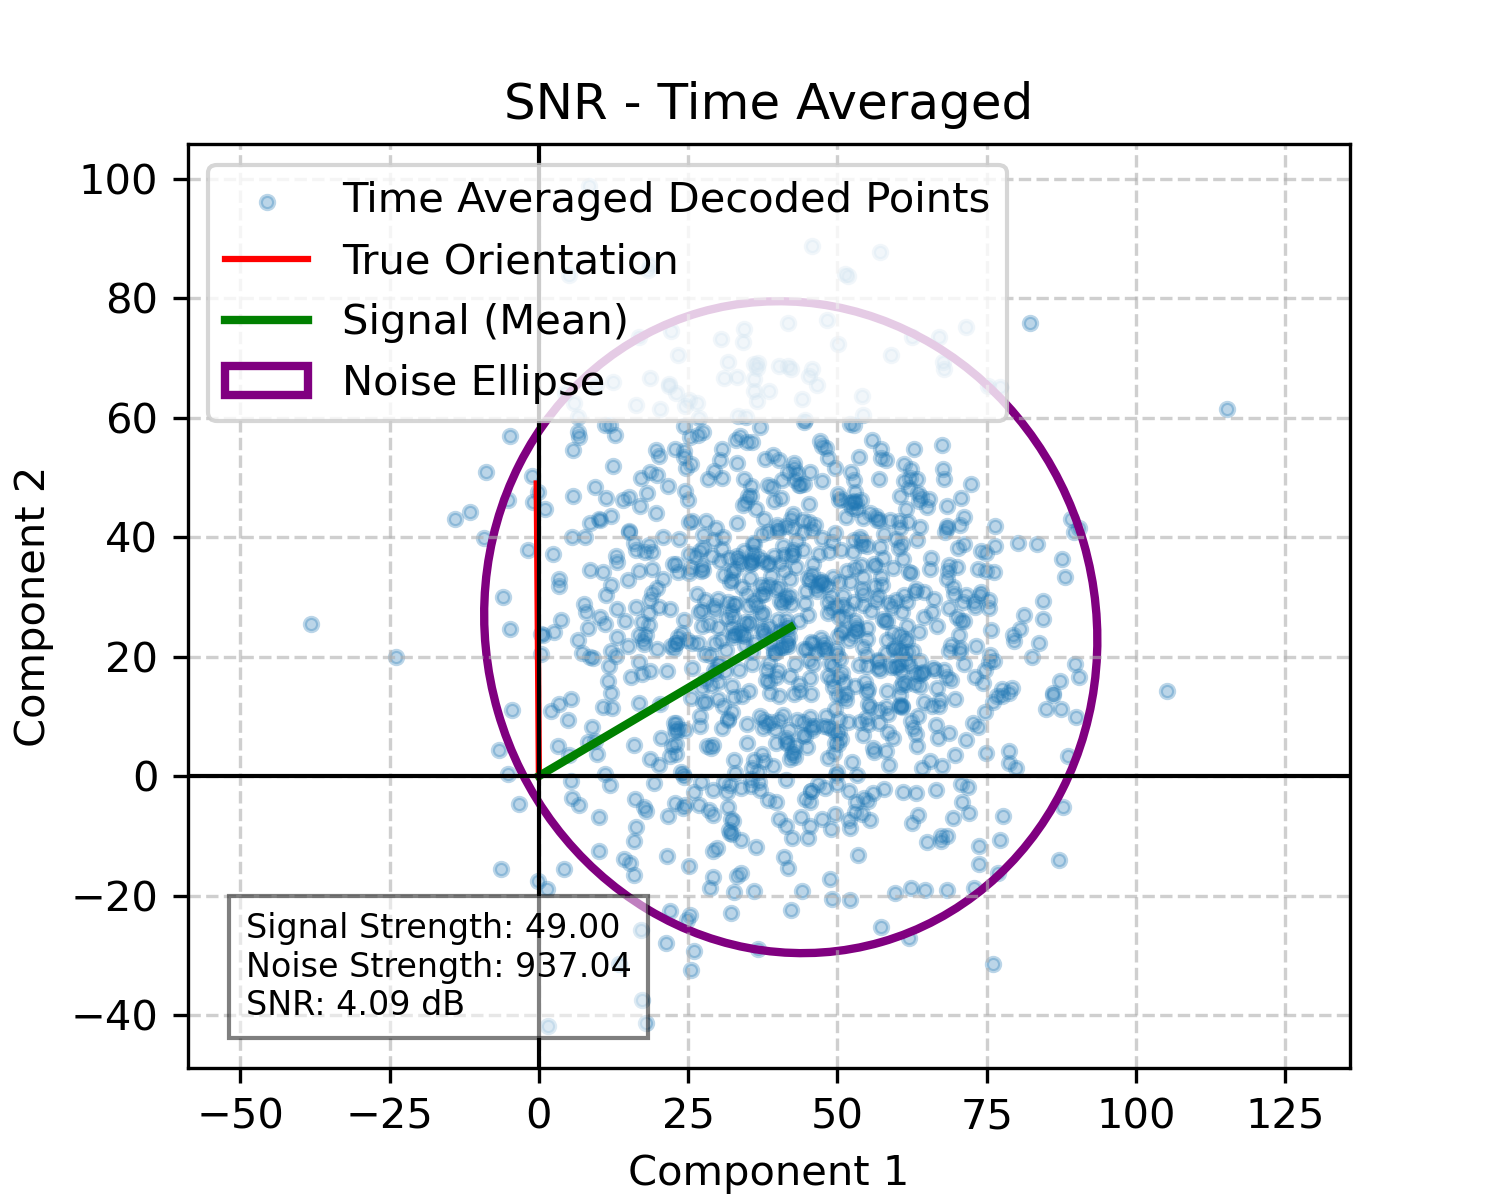 SNR - Time Averaged
100
80
60
40
20
0
−20
−40
Component 2
Time Averaged Decoded Points
True Orientation
Signal (Mean)
Noise Ellipse
Signal Strength: 49.00
Noise Strength: 937.04
SNR: 4.09 dB
−50 −25 0 25 50 75 100 125
Component 1